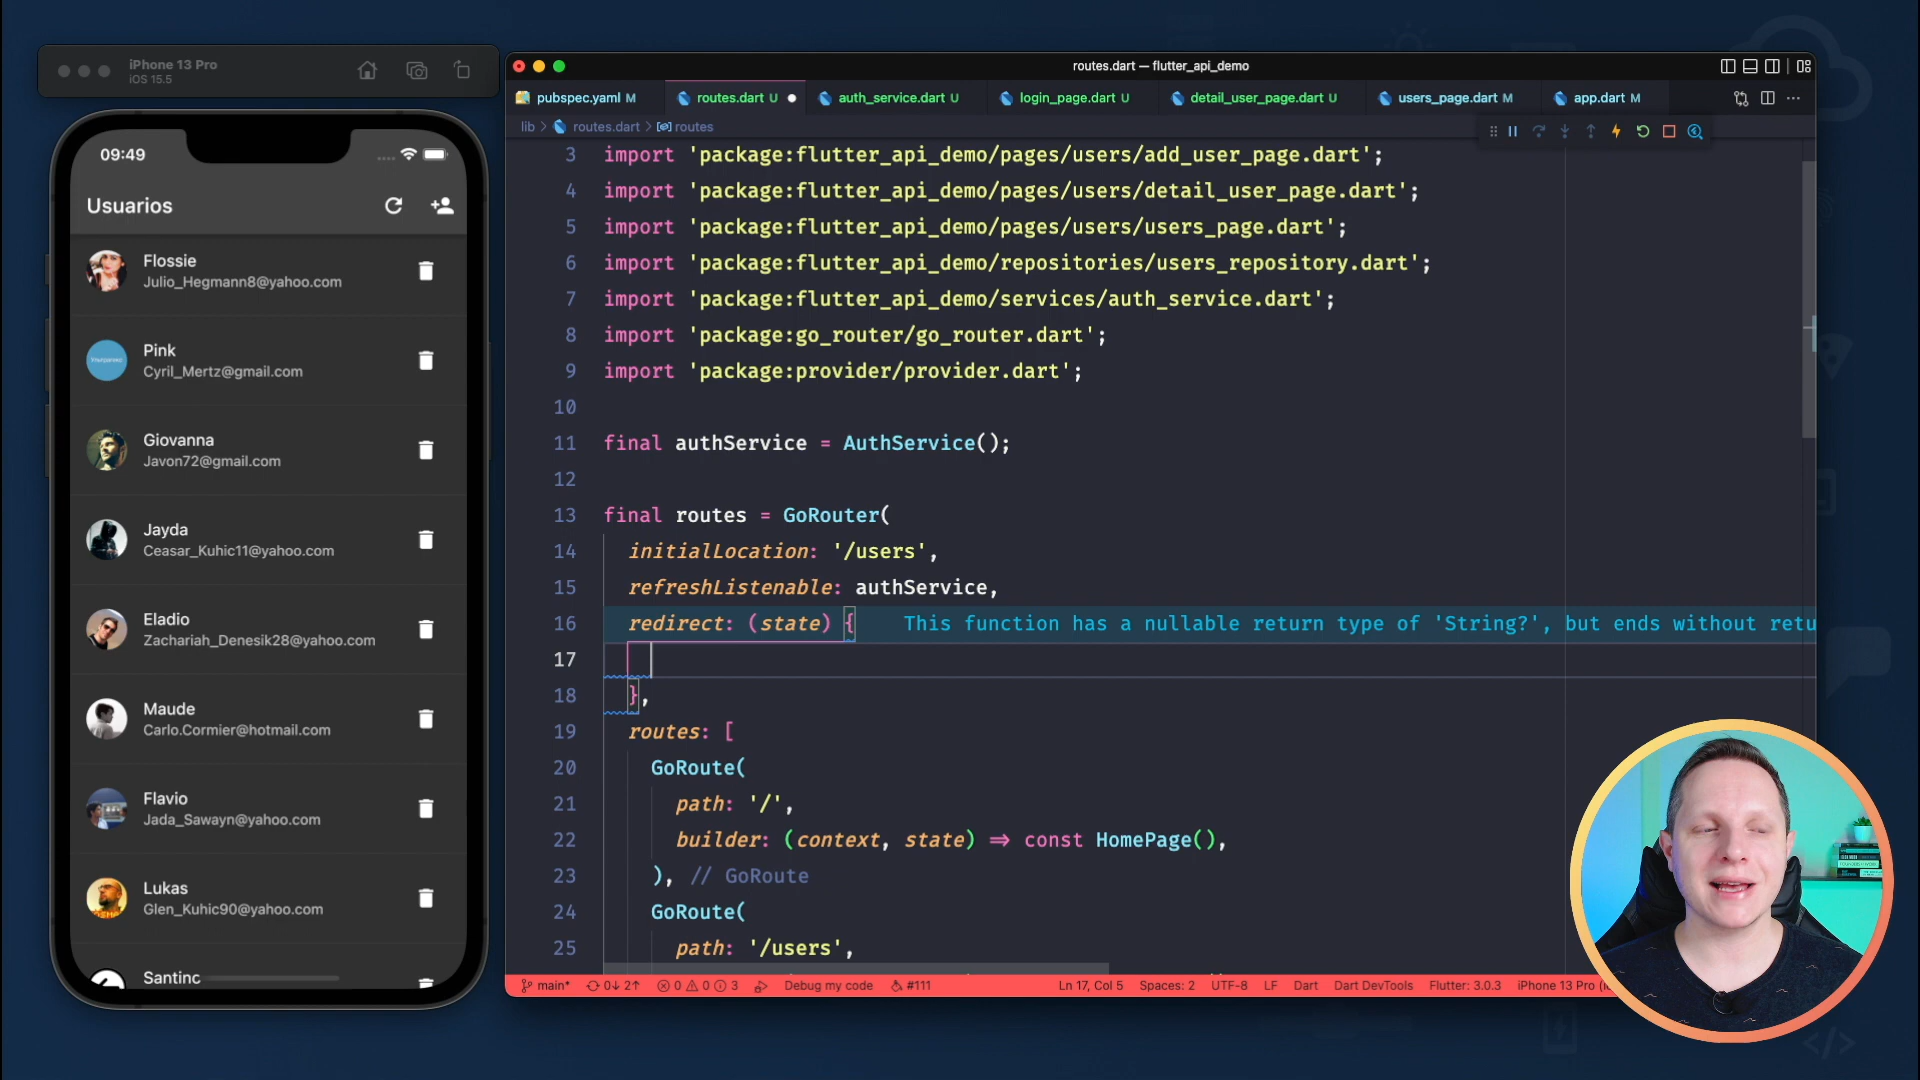 iPhone 13 Pro
iOS 15.5
09:49
Usuarios
Flossie
Julio_Hegmann8@yahoo.com
Pink
Cyril_Mertz@gmail.com
Giovanna
Javon72@gmail.com
Jayda
Ceasar_Kuhic11@yahoo.com
Eladio
Zachariah_Denesik28@yahoo.com
Maude
Carlo.Cormier@hotmail.com
Flavio
Jada_Sawayn@yahoo.com
Lukas
Glen_Kuhic90@yahoo.com
Santinc
routes.dart — flutter_api_demo
pubspec.yaml M routes.dart U auth_service.dart U login_page.dart U detail_user_page.dart U users_page.dart M app.dart M
lib > routes.dart > routes
3 import 'package:flutter_api_demo/pages/users/add_user_page.dart';
4 import 'package:flutter_api_demo/pages/users/detail_user_page.dart';
5 import 'package:flutter_api_demo/pages/users/users_page.dart';
6 import 'package:flutter_api_demo/repositories/users_repository.dart';
7 import 'package:flutter_api_demo/services/auth_service.dart';
8 import 'package:go_router/go_router.dart';
9 import 'package:provider/provider.dart';
10
11 final authService = AuthService();
12
13 final routes = GoRouter(
14 initialLocation: '/users',
15 refreshListenable: authService,
16 redirect: (state) { This function has a nullable return type of 'String?', but ends without retu
17
18 },
19 routes: [
20 GoRoute(
21 path: '/',
22 builder: (context, state) => const HomePage(),
23 ), // GoRoute
24 GoRoute(
25 path: '/users',
main* 0↓ 2↑ 0 0 3 Debug my code #111 Ln 17, Col 5 Spaces: 2 UTF-8 LF Dart Dart DevTools Flutter: 3.0.3 iPhone 13 Pro